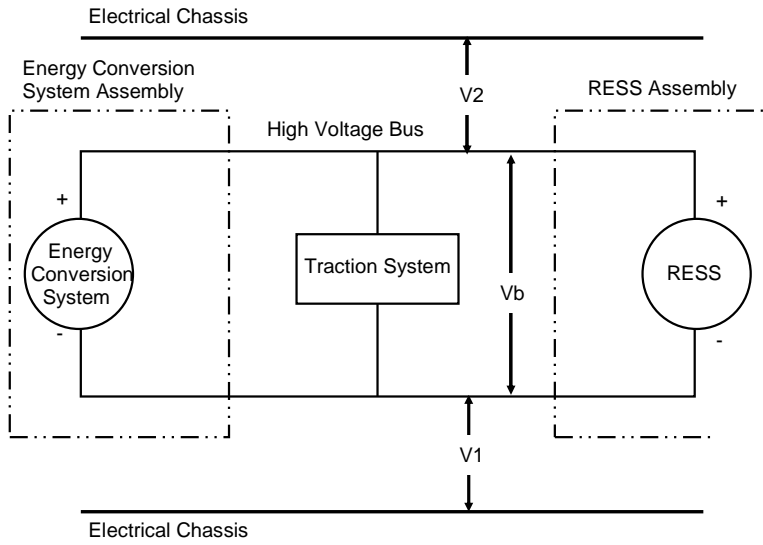 Electrical Chassis
Energy Conversion
System Assembly
V2
RESS Assembly
High Voltage Bus
+
+
Energy
Conversion
System
Traction System
Vb
RESS
-
-
V1
Electrical Chassis